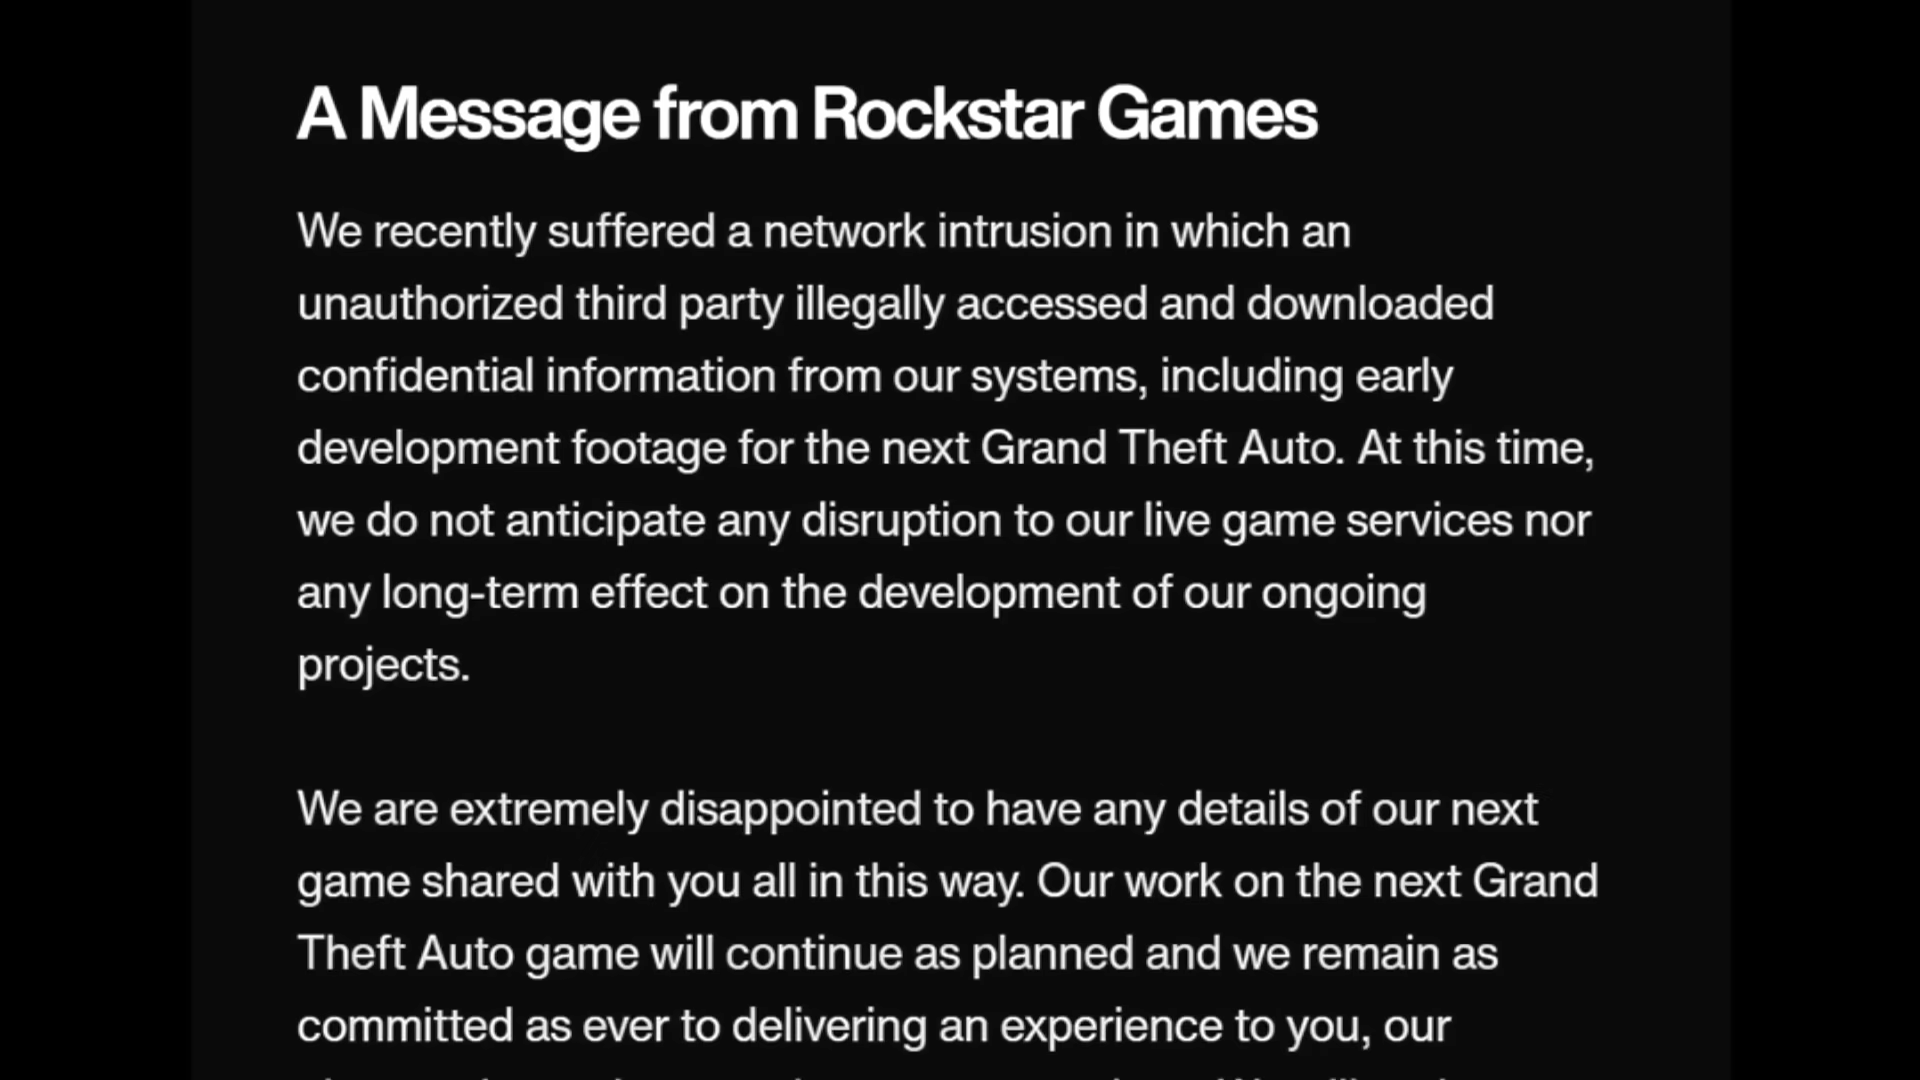 A Message from Rockstar Games
We recently suffered a network intrusion in which an
unauthorized third party illegally accessed and downloaded
confidential information from our systems, including early
development footage for the next Grand Theft Auto. At this time,
we do not anticipate any disruption to our live game services nor
any long-term effect on the development of our ongoing
projects.
We are extremely disappointed to have any details of our next
game shared with you all in this way. Our work on the next Grand
Theft Auto game will continue as planned and we remain as
committed as ever to delivering an experience to you, our